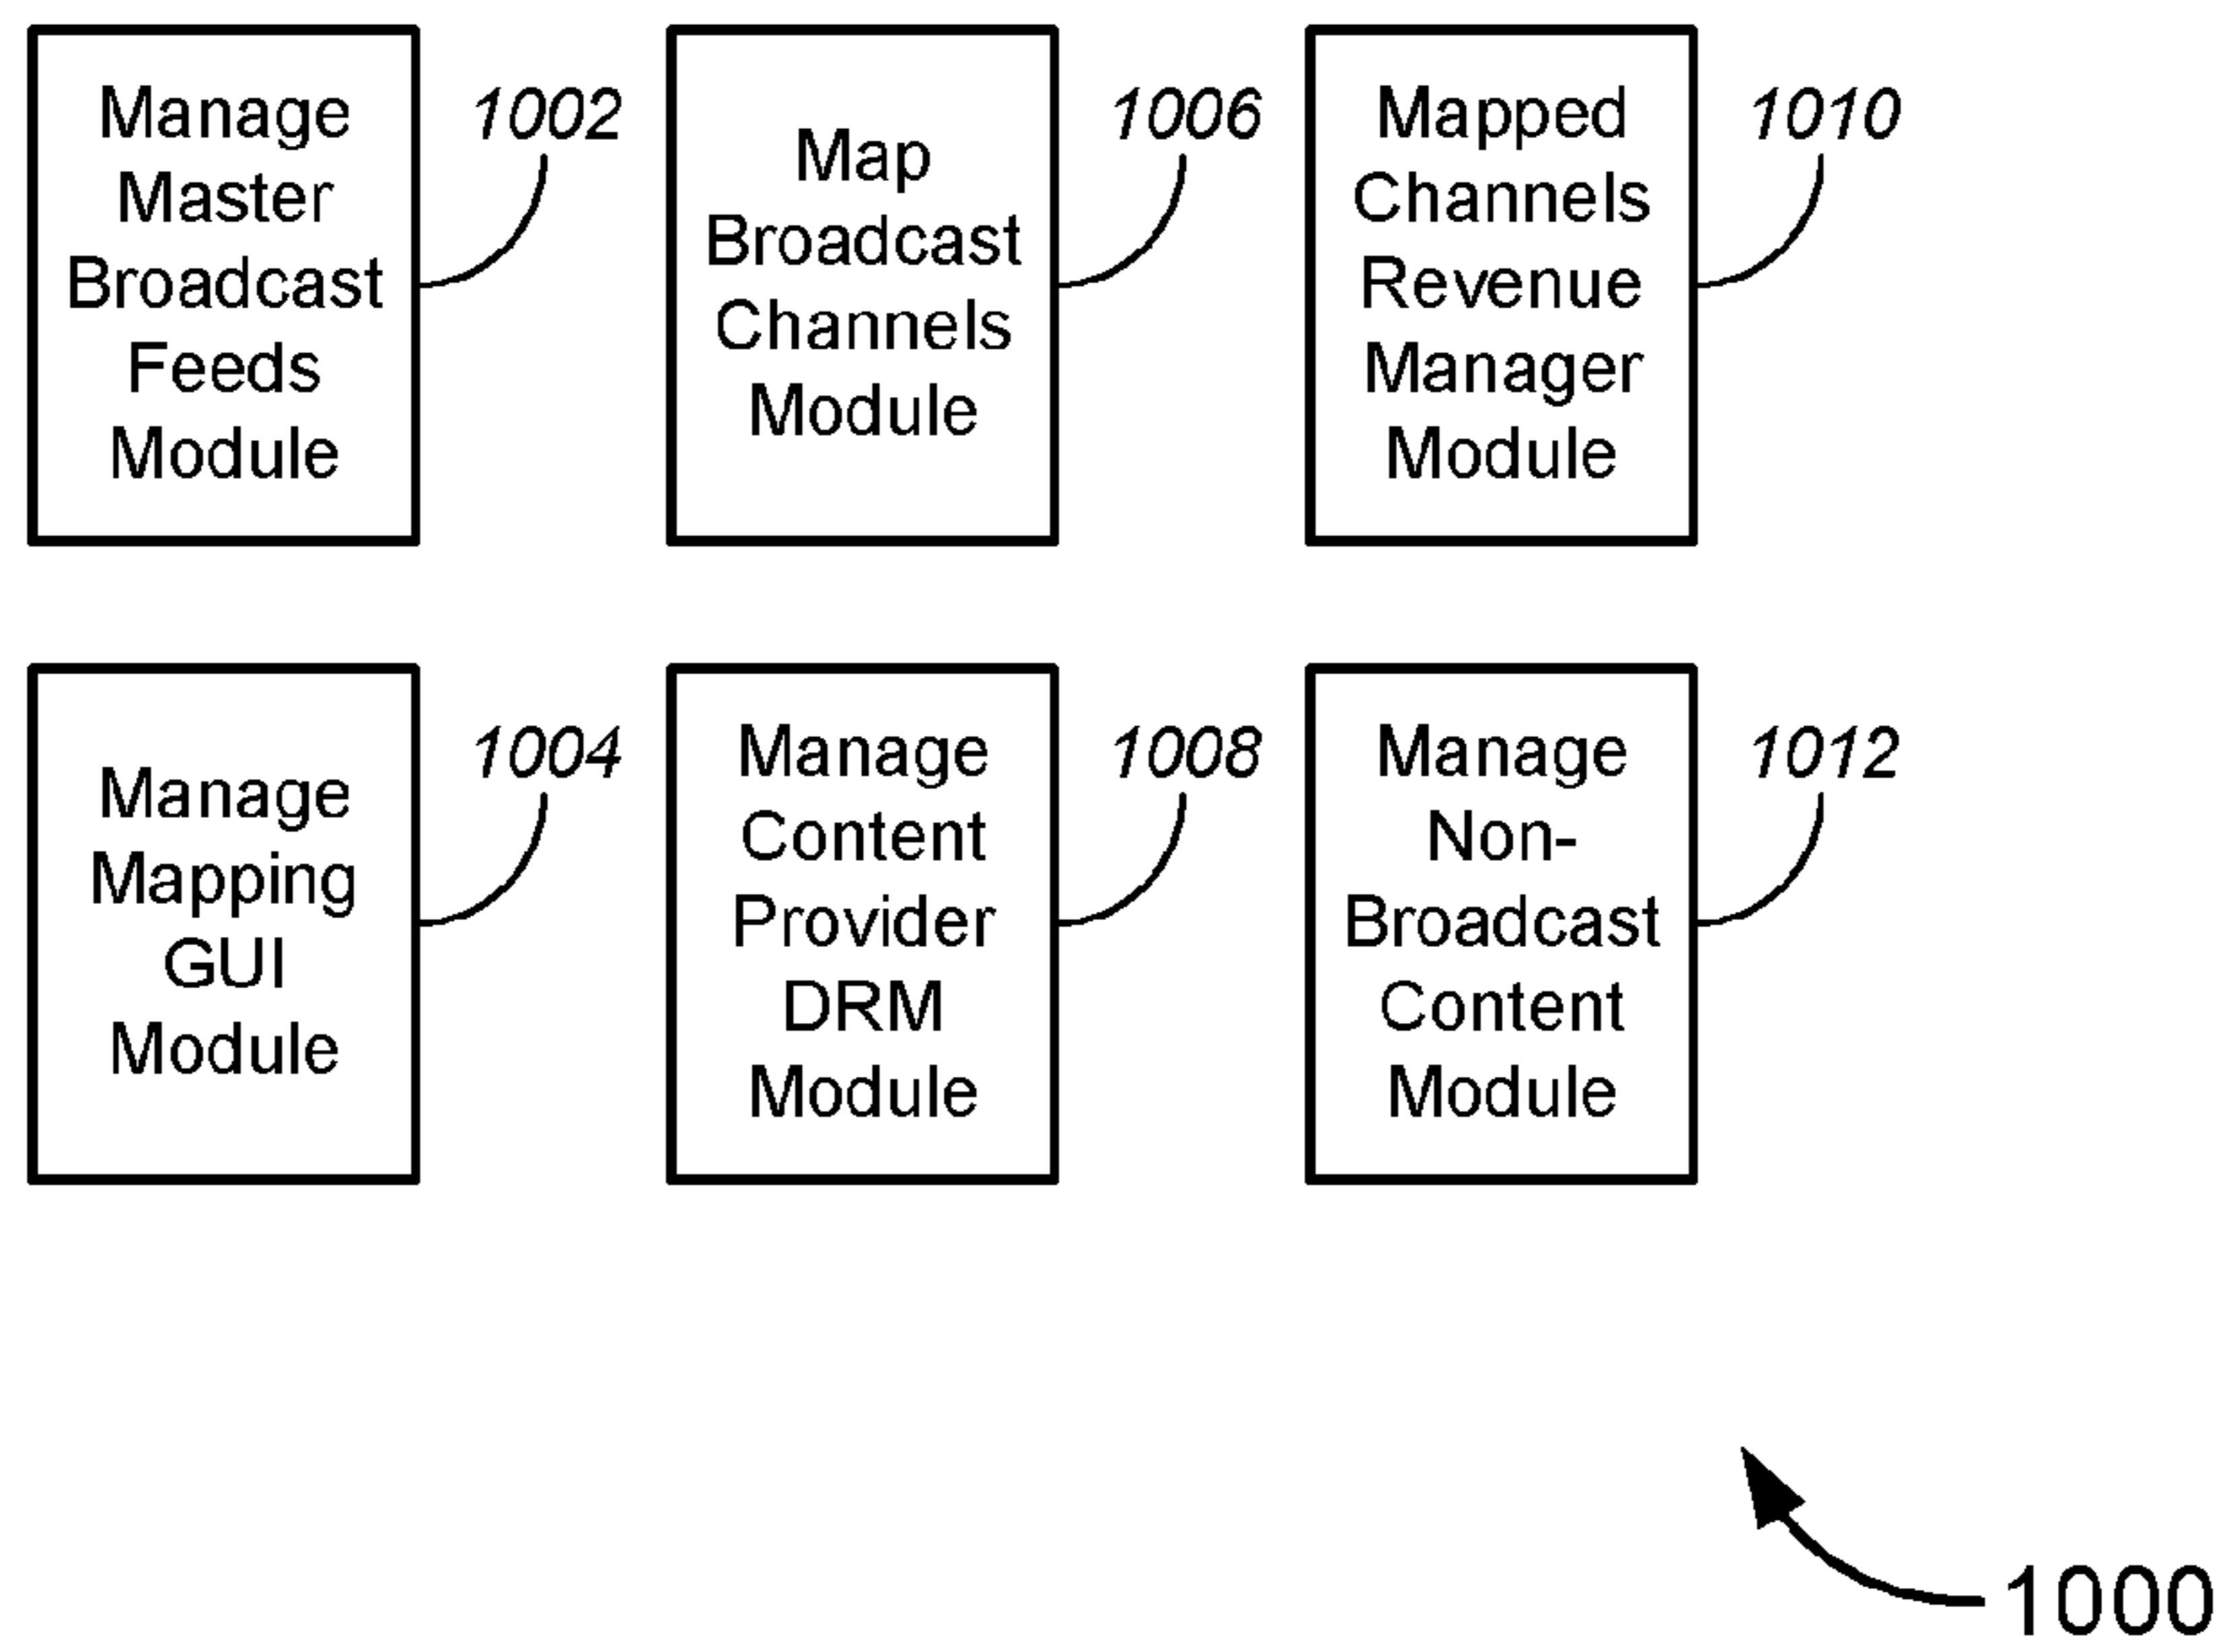 Manage
Master
Broadcast
Feeds
Module
1002
Map
Broadcast
Channels
Module
1006
Mapped
Channels
Revenue
Manager
Module
1010
Manage
Mapping
GUI
Module
1004
Manage
Content
Provider
DRM
Module
1008
Manage
Non-
Broadcast
Content
Module
1012
1000